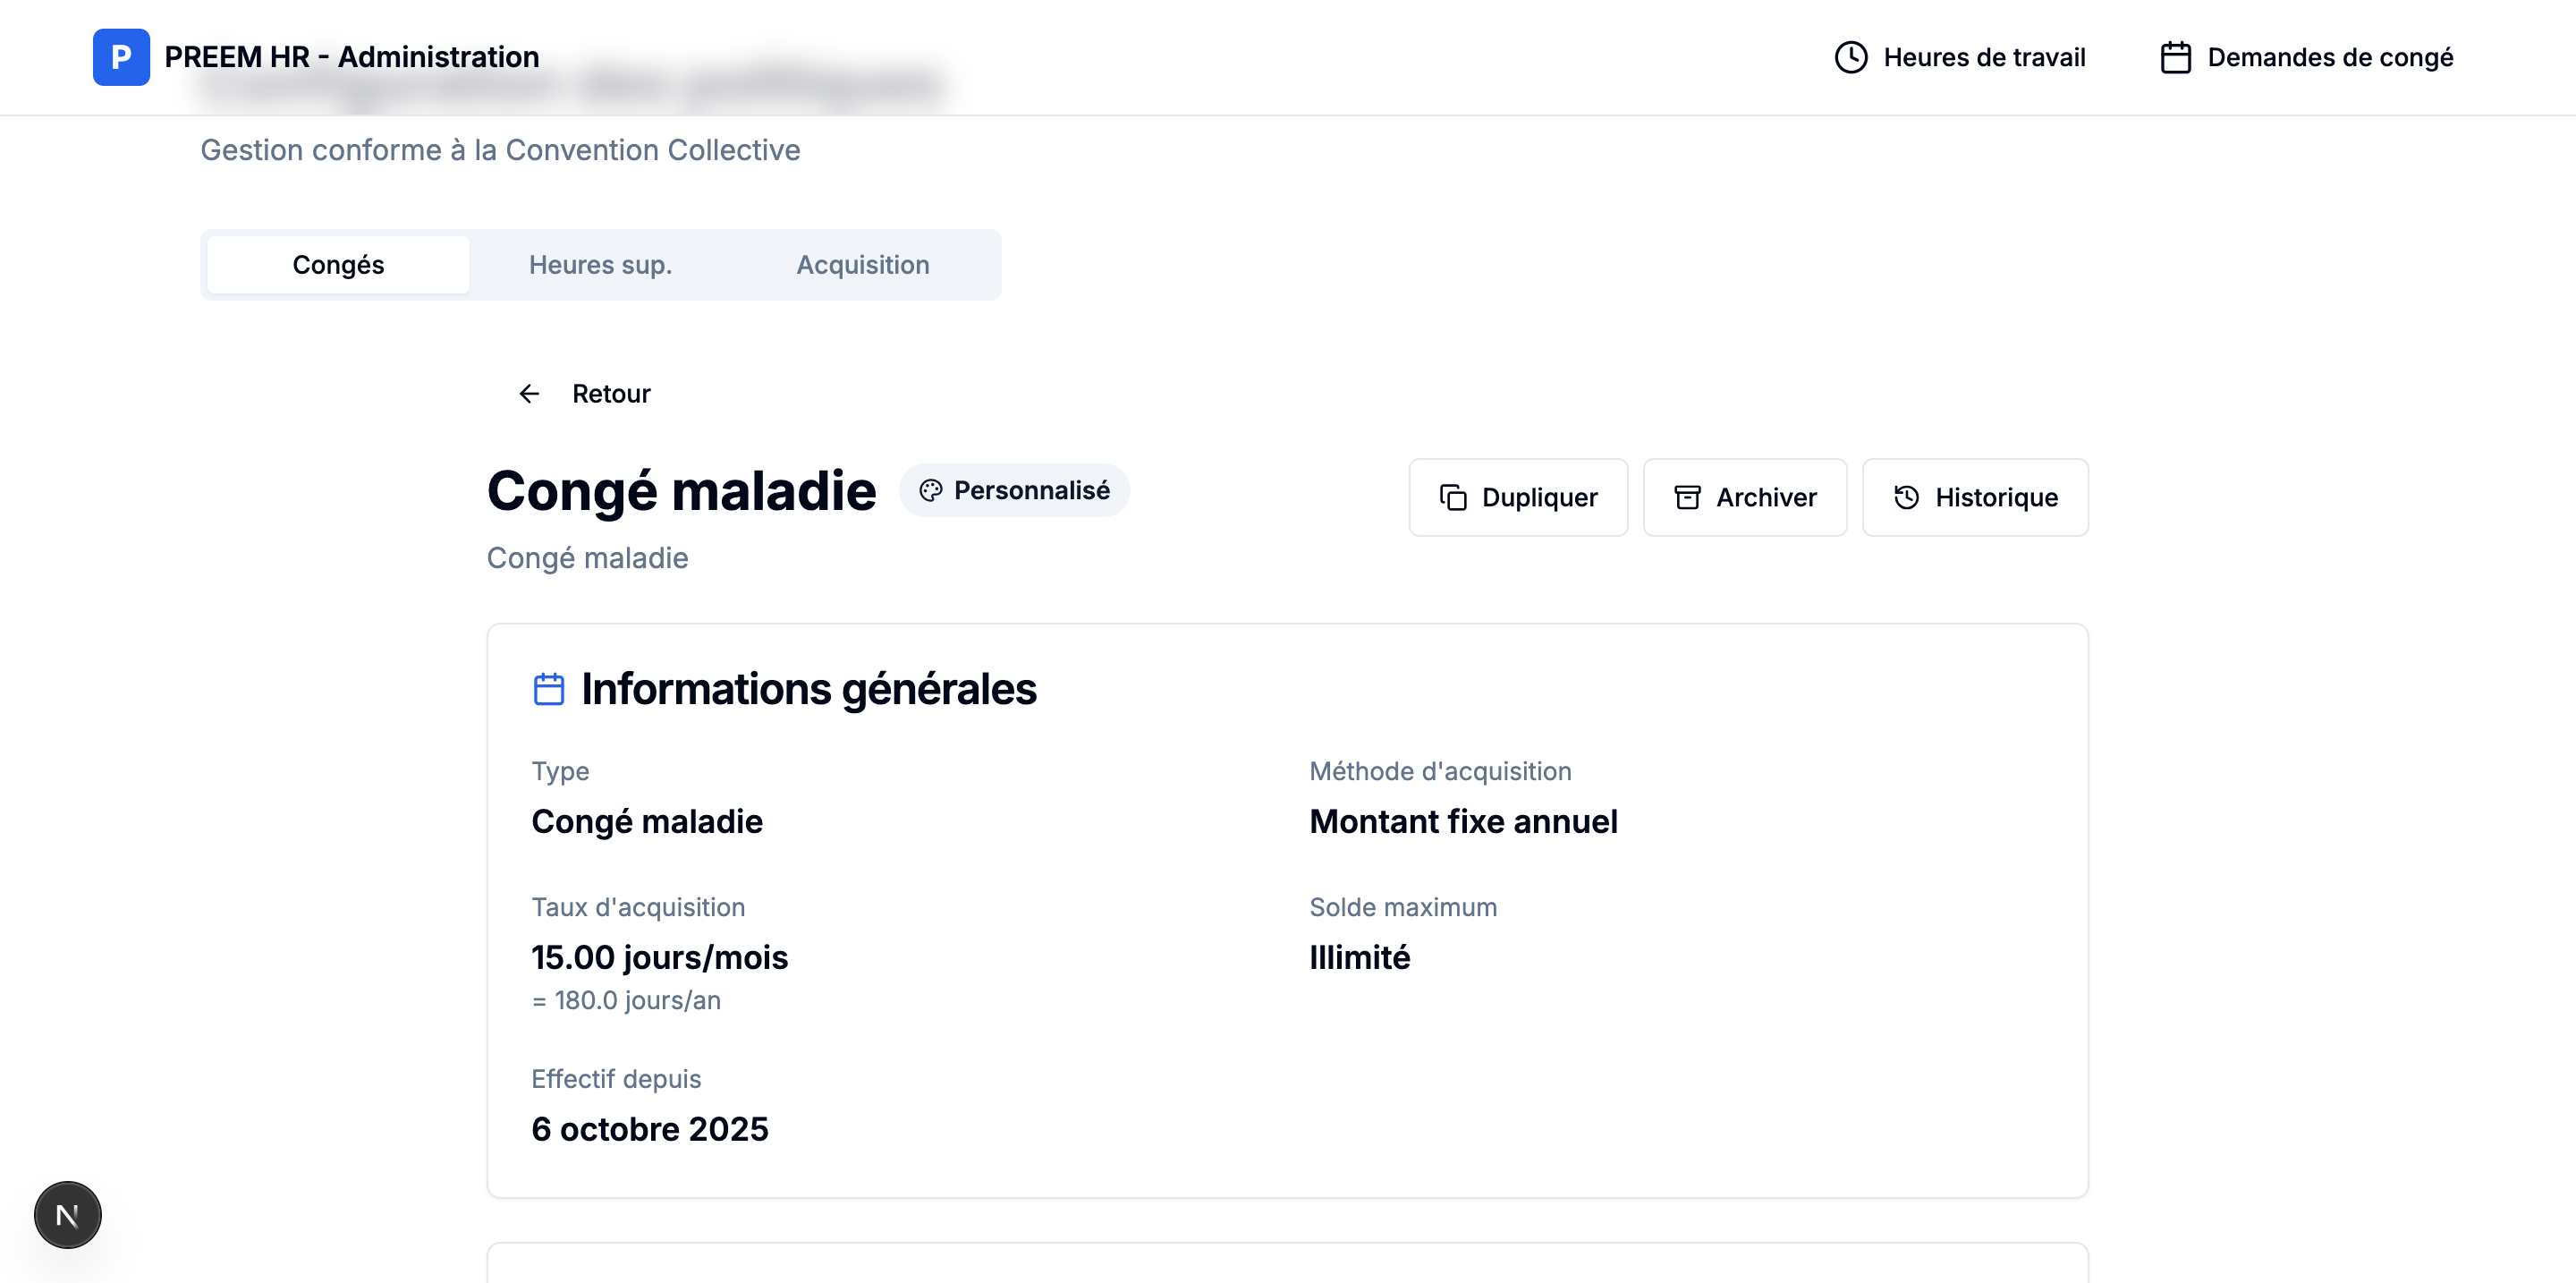 P PREEM HR - Administration
Heures de travail
Demandes de congé
Gestion conforme à la Convention Collective
Congés
Heures sup.
Acquisition
Retour
Congé maladie
Personnalisé
Dupliquer
Archiver
Historique
Congé maladie
Informations générales
Type
Méthode d'acquisition
Congé maladie
Montant fixe annuel
Taux d'acquisition
Solde maximum
15.00 jours/mois
Illimité
= 180.0 jours/an
Effectif depuis
6 octobre 2025
N